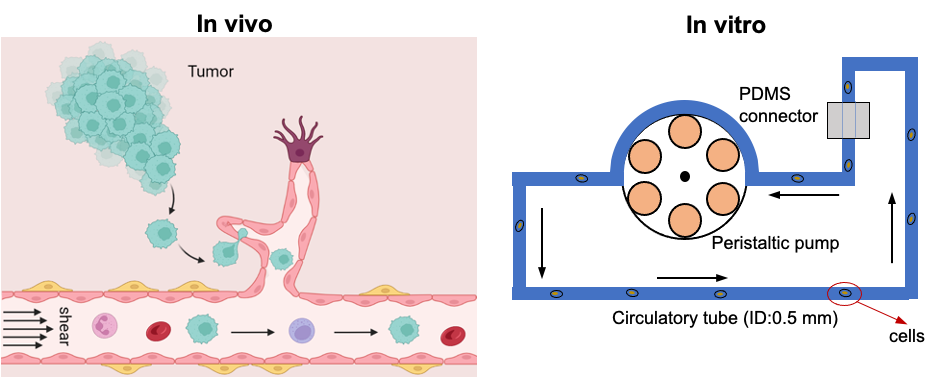 In vivo
Tumor
shear
In vitro
PDMS
connector
Peristaltic pump
Circulatory tube (ID:0.5 mm)
cells